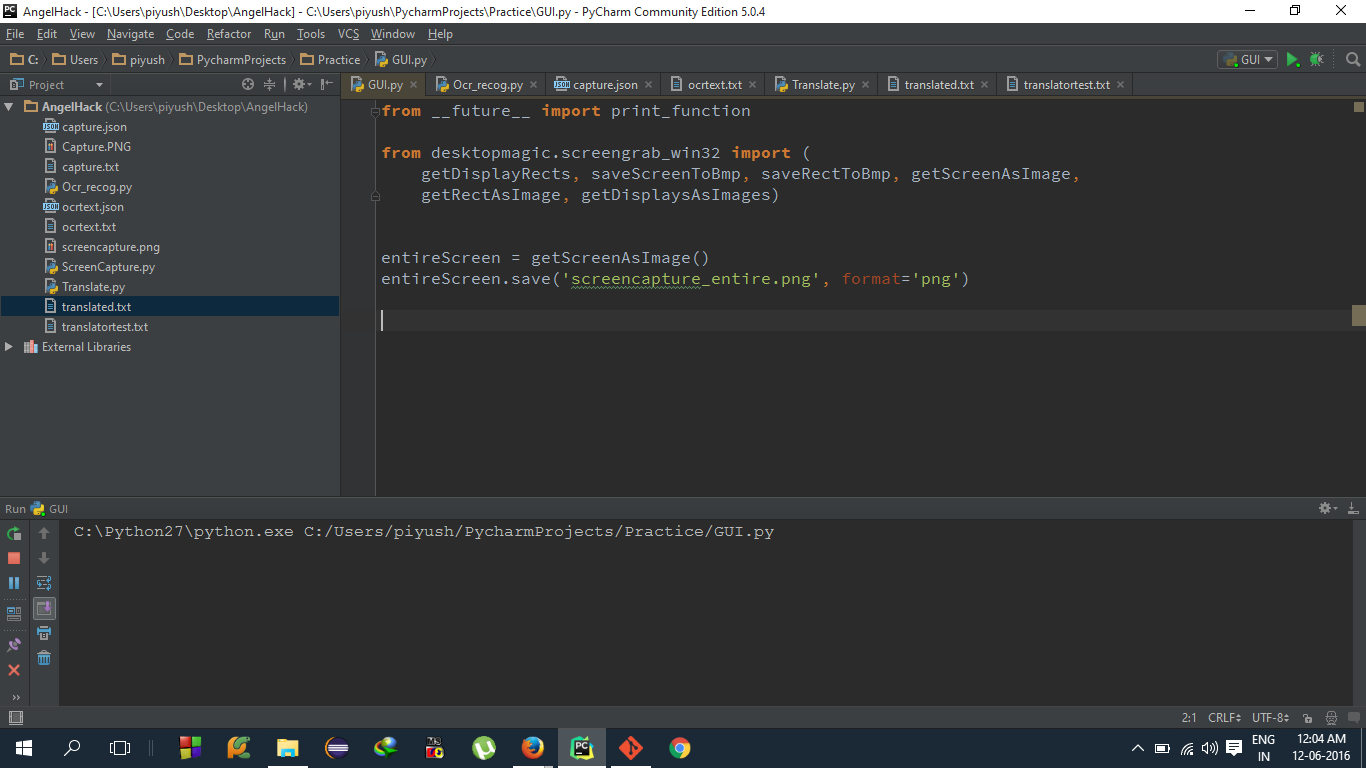 AngelHack - [C:\Users\piyush\Desktop\AngelHack] - C:\Users\piyush\PycharmProjects\Practice\GUI.py - PyCharm Community Edition 5.0.4
File Edit View Navigate Code Refactor Run Tools VCS Window Help
C: Users piyush PycharmProjects Practice GUI.py GUI
Project GUI.py Ocr_recog.py capture.json ocrtext.txt Translate.py translated.txt translatortest.txt
AngelHack (C:\Users\piyush\Desktop\AngelHack)
capture.json
Capture.PNG
capture.txt
Ocr_recog.py
ocrtext.json
ocrtext.txt
screencapture.png
ScreenCapture.py
Translate.py
translated.txt
translatortest.txt
External Libraries
from __future__ import print_function
from desktopmagic.screengrab_win32 import (
getDisplayRects, saveScreenToBmp, saveRectToBmp, getScreenAsImage,
getRectAsImage, getDisplaysAsImages)
entireScreen = getScreenAsImage()
entireScreen.save('screencapture_entire.png', format='png')
Run GUI
C:\Python27\python.exe C:/Users/piyush/PycharmProjects/Practice/GUI.py
2:1 CRLF UTF-8
ENG 12:04 AM
IN 12-06-2016